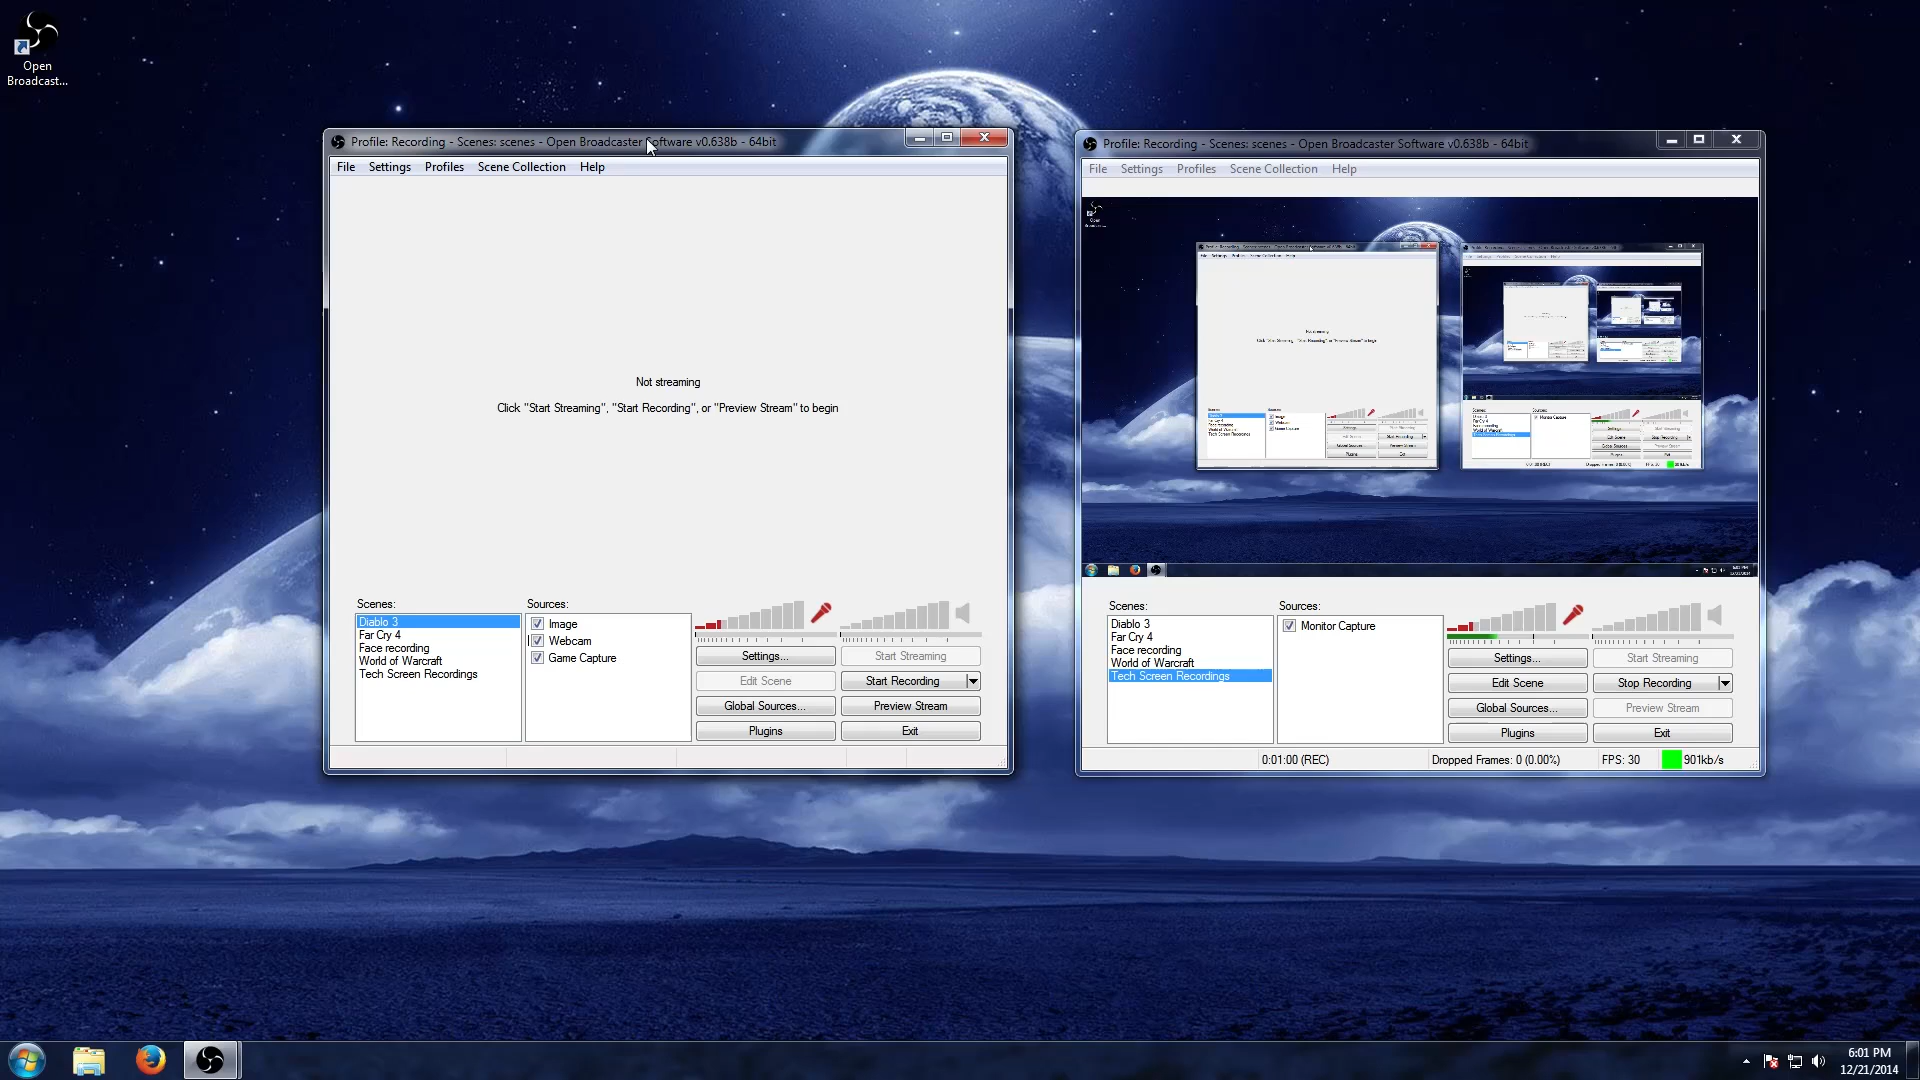 Open
Broadcast...
Profile: Recording - Scenes: scenes - Open Broadcaster Software v0.638b - 64bit
File Settings Profiles Scene Collection Help
Not streaming
Click "Start Streaming", "Start Recording", or "Preview Stream" to begin
Scenes:
Diablo 3
Far Cry 4
Face recording
World of Warcraft
Tech Screen Recordings
Sources:
Image
Webcam
Game Capture
Settings...
Start Streaming
Edit Scene
Start Recording
Global Sources...
Preview Stream
Plugins
Exit
Profile: Recording - Scenes: scenes - Open Broadcaster Software v0.638b - 64bit
File Settings Profiles Scene Collection Help
Scenes:
Diablo 3
Far Cry 4
Face recording
World of Warcraft
Tech Screen Recordings
Sources:
Monitor Capture
Settings...
Start Streaming
Edit Scene
Stop Recording
Global Sources...
Preview Stream
Plugins
Exit
0:01:00 (REC)
Dropped Frames: 0 (0.00%)
FPS: 30
901kb/s
6:01 PM
12/21/2014